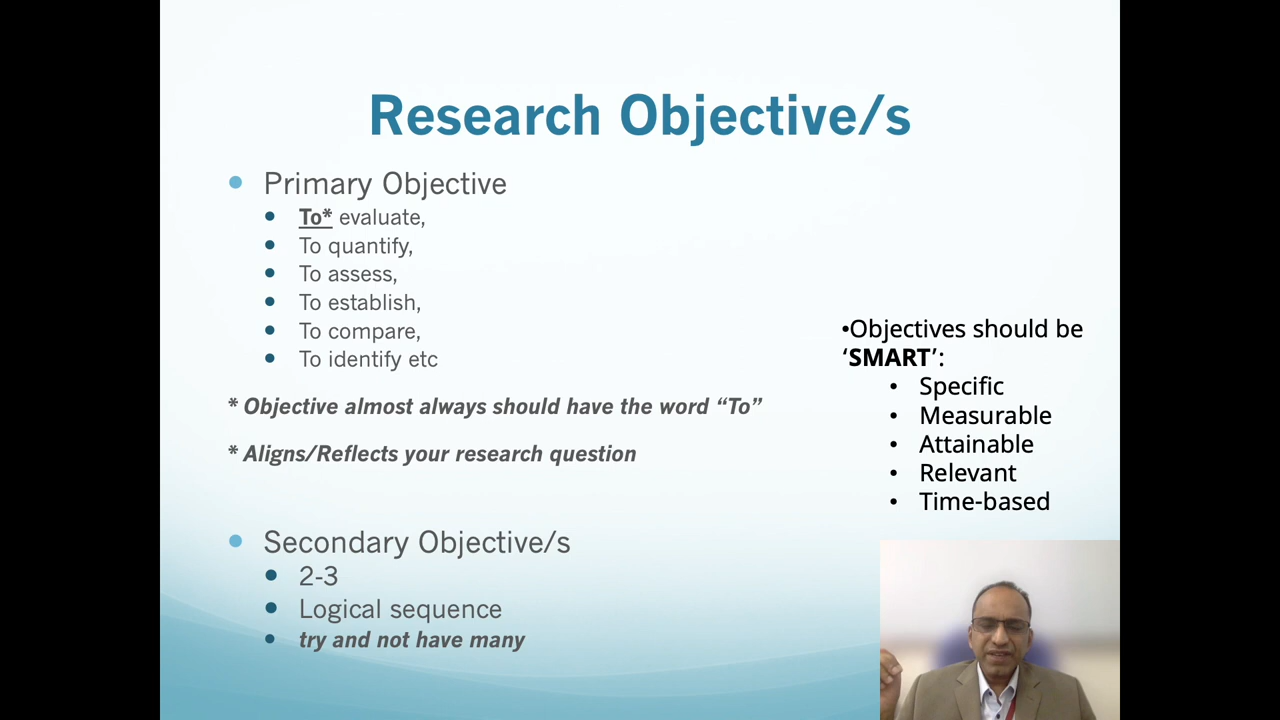 Research Objective/s
• Primary Objective
• To* evaluate,
• To quantify,
• To assess,
• To establish,
• To compare,
• To identify etc
* Objective almost always should have the word “To”
* Aligns/Reflects your research question
• Secondary Objective/s
• 2-3
• Logical sequence
• try and not have many
•Objectives should be
‘SMART’:
• Specific
• Measurable
• Attainable
• Relevant
• Time-based